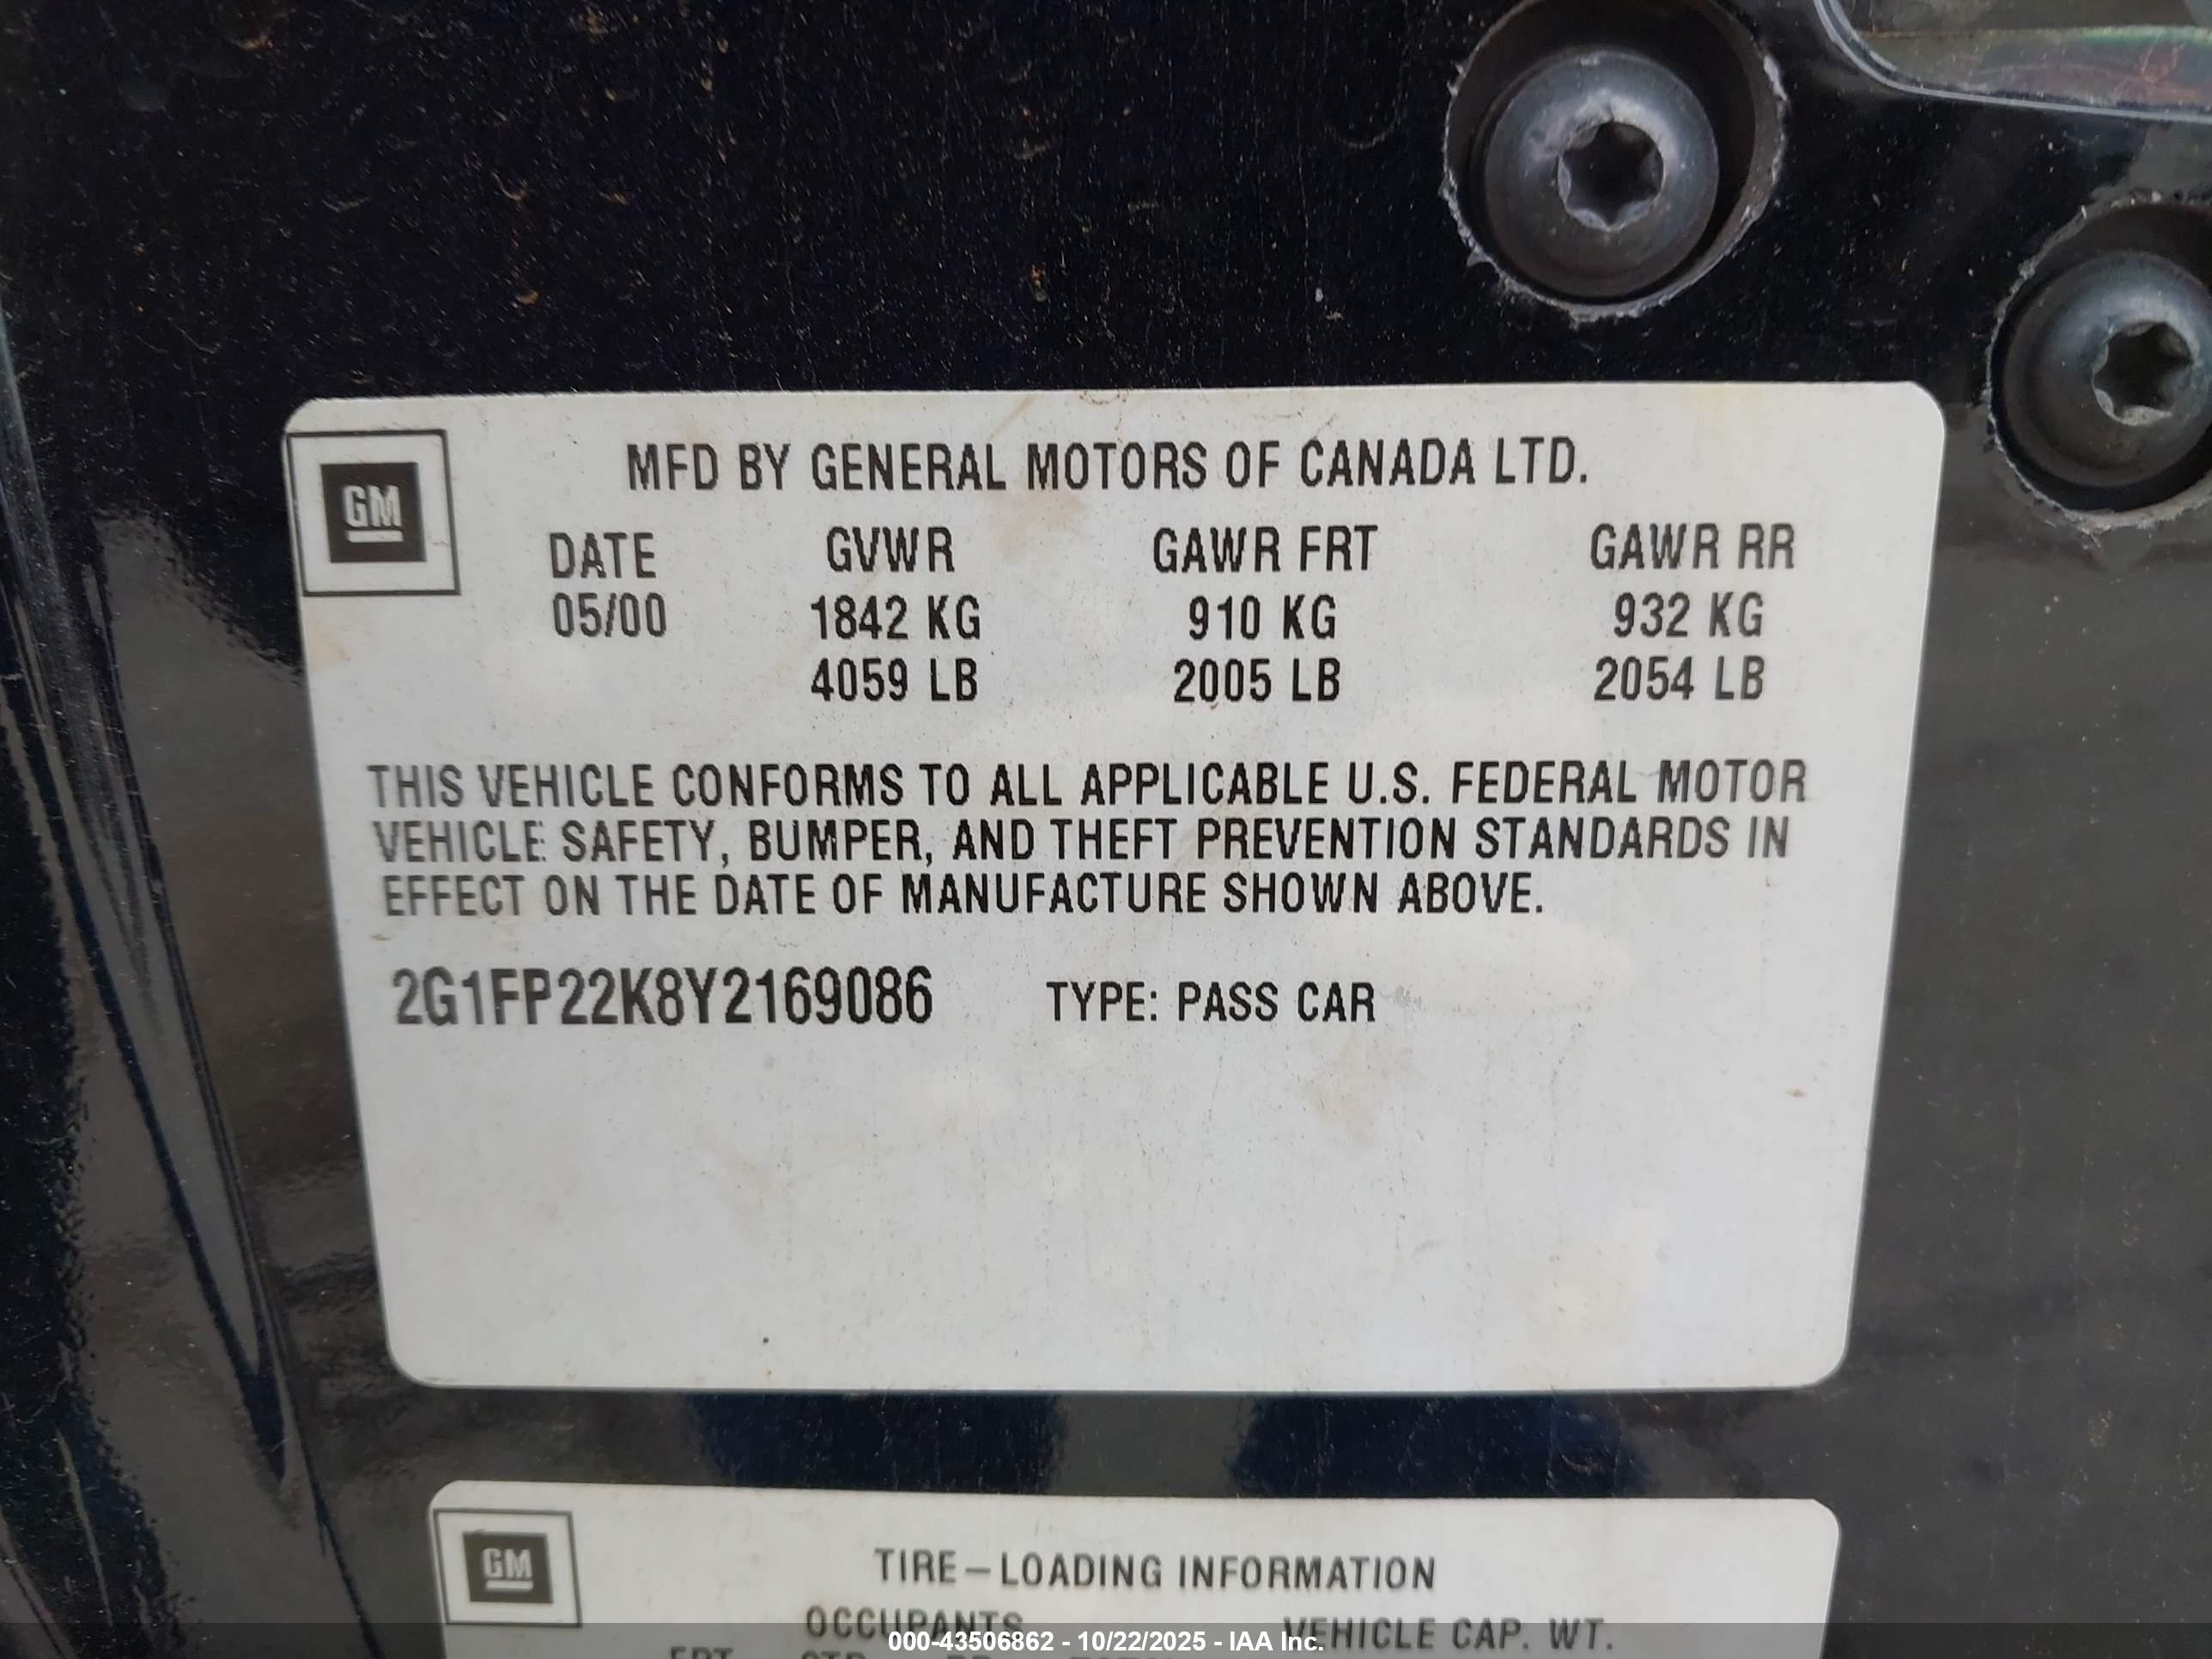 GM
MFD BY GENERAL MOTORS OF CANADA LTD.
DATE GVWR GAWR FRT GAWR RR
05/00 1842 KG 910 KG 932 KG
4059 LB 2005 LB 2054 LB
THIS VEHICLE CONFORMS TO ALL APPLICABLE U.S. FEDERAL MOTOR
VEHICLE SAFETY, BUMPER, AND THEFT PREVENTION STANDARDS IN
EFFECT ON THE DATE OF MANUFACTURE SHOWN ABOVE.
2G1FP22K8Y2169086 TYPE: PASS CAR
GM
TIRE-LOADING INFORMATION
OCCUPANTS VEHICLE CAP. WT.
000-43506862 - 10/22/2025 - IAA Inc.